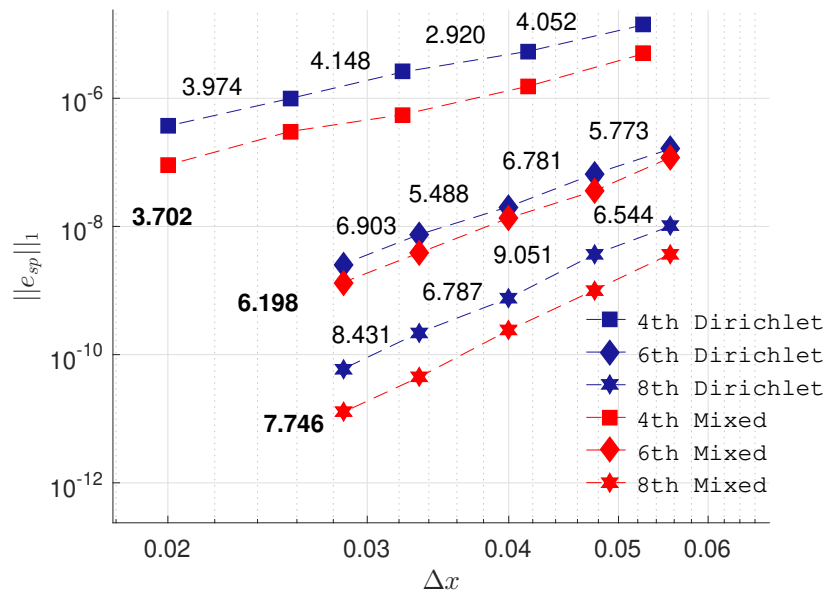 4.052
2.920
4.148
3.974
10^{-6}
5.773
6.781
5.488
3.702
6.903
6.544
10^{-8}
9.051
6.198
6.787
8.431
10^{-10}
7.746
10^{-12}
||e_{sp}||_1
4th Dirichlet
6th Dirichlet
8th Dirichlet
4th Mixed
6th Mixed
8th Mixed
0.02 0.03 0.04 0.05 0.06
Δx